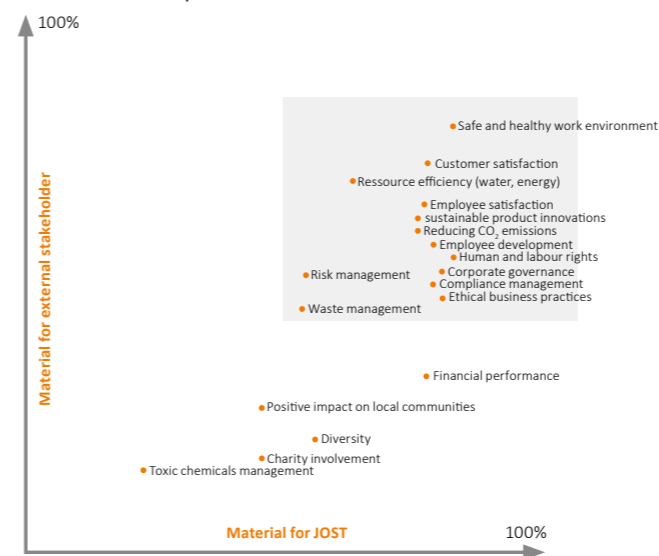 100%
Material for external stakeholder
Safe and healthy work environment
Customer satisfaction
Ressource efficiency (water, energy)
Employee satisfaction
sustainable product innovations
Reducing CO₂ emissions
Employee development
Human and labour rights
Risk management
Corporate governance
Compliance management
Ethical business practices
Waste management
Financial performance
Positive impact on local communities
Diversity
Charity involvement
Toxic chemicals management
Material for JOST
100%